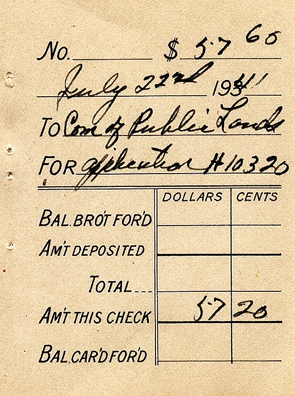 No. $ 57 60
July 22nd 1941
To Com of Public Lands
For application #10320
DOLLARS CENTS
BAL. BRO'T FOR'D
AM'T DEPOSITED
TOTAL
AM'T THIS CHECK 57 20
BAL. CAR'D FOR'D